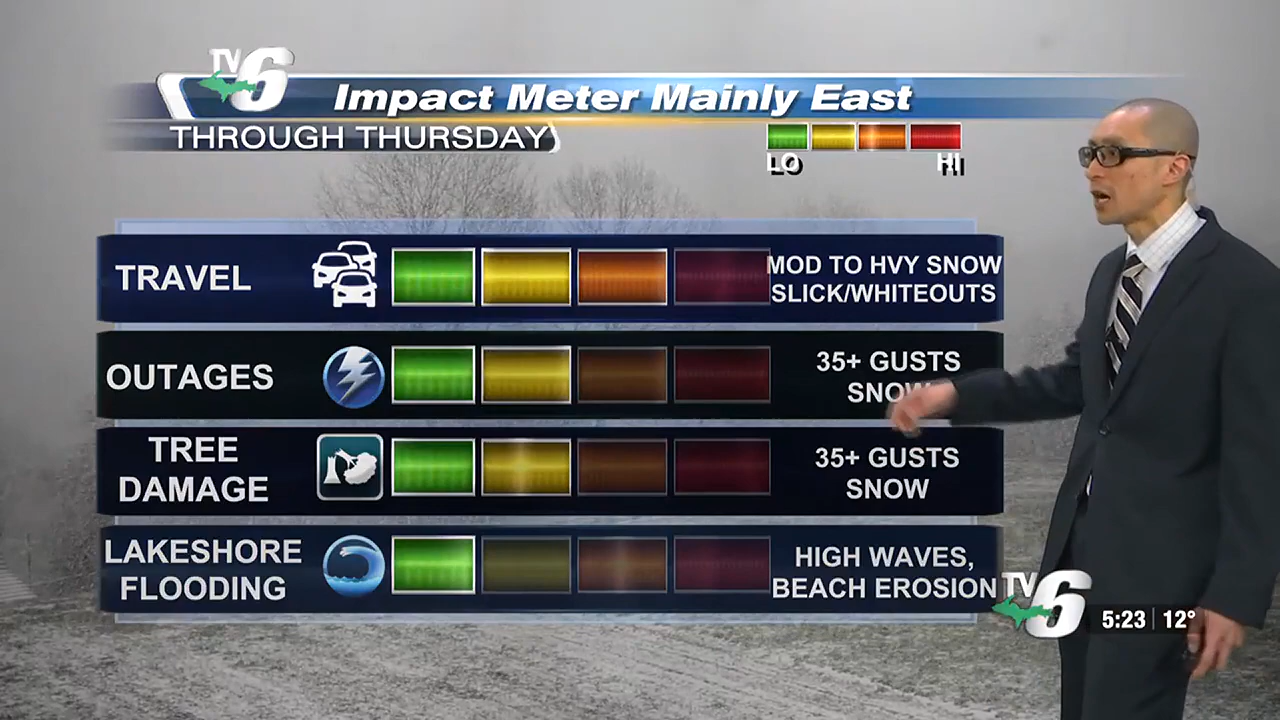 TV6
Impact Meter Mainly East
THROUGH THURSDAY
LO HI
TRAVEL
MOD TO HVY SNOW
SLICK/WHITEOUTS
OUTAGES
35+ GUSTS
SNOW
TREE
DAMAGE
35+ GUSTS
SNOW
LAKESHORE
FLOODING
HIGH WAVES,
BEACH EROSION
TV6
5:23 12°